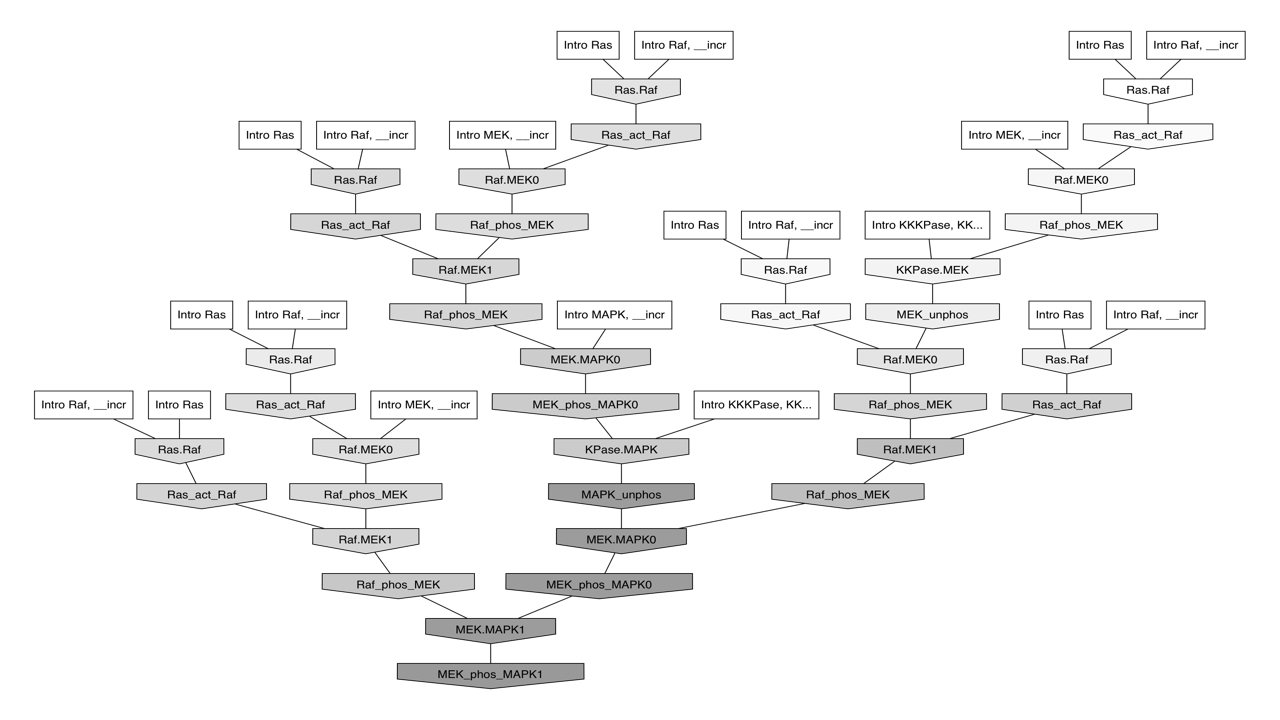 Intro Ras
Intro Raf, __incr
Intro Ras
Intro Raf, __incr
Ras.Raf
Ras.Raf
Intro Ras
Intro Raf, __incr
Intro MEK, __incr
Ras_act_Raf
Intro MEK, __incr
Ras_act_Raf
Ras.Raf
Raf.MEK0
Raf.MEK0
Ras_act_Raf
Raf_phos_MEK
Intro Ras
Intro Raf, __incr
Intro KKKPase, KK...
Raf_phos_MEK
Raf.MEK1
Ras.Raf
KKPase.MEK
Intro Ras
Intro Raf, __incr
Raf_phos_MEK
Intro MAPK, __incr
Ras_act_Raf
MEK_unphos
Intro Ras
Intro Raf, __incr
Ras.Raf
MEK.MAPK0
Raf.MEK0
Ras.Raf
Intro Raf, __incr
Intro Ras
Ras_act_Raf
Intro MEK, __incr
MEK_phos_MAPK0
Intro KKKPase, KK...
Raf_phos_MEK
Ras_act_Raf
Ras.Raf
Raf.MEK0
KPase.MAPK
Raf.MEK1
Ras_act_Raf
Raf_phos_MEK
MAPK_unphos
Raf_phos_MEK
Raf.MEK1
MEK.MAPK0
Raf_phos_MEK
MEK_phos_MAPK0
MEK.MAPK1
MEK_phos_MAPK1